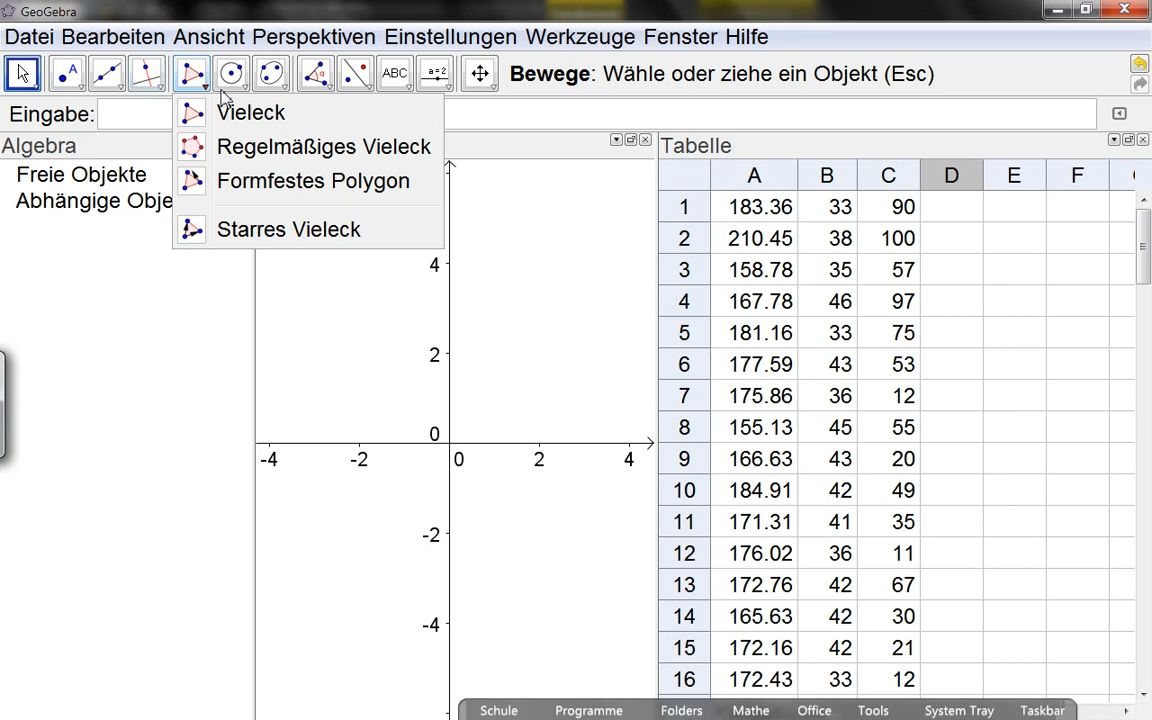 GeoGebra
Datei Bearbeiten Ansicht Perspektiven Einstellungen Werkzeuge Fenster Hilfe
A ABC a=2 Bewege: Wähle oder ziehe ein Objekt (Esc)
Eingabe:
Vieleck
Regelmäßiges Vieleck
Formfestes Polygon
Starres Vieleck
Algebra
Freie Objekte
Abhängige Obje
4
2
0
-4 -2 0 2 4
-2
-4
Tabelle
A B C D E F
1 183.36 33 90
2 210.45 38 100
3 158.78 35 57
4 167.78 46 97
5 181.16 33 75
6 177.59 43 53
7 175.86 36 12
8 155.13 45 55
9 166.63 43 20
10 184.91 42 49
11 171.31 41 35
12 176.02 36 11
13 172.76 42 67
14 165.63 42 30
15 172.16 42 21
16 172.43 33 12
Schule Programme Folders Mathe Office Tools System Tray Taskbar